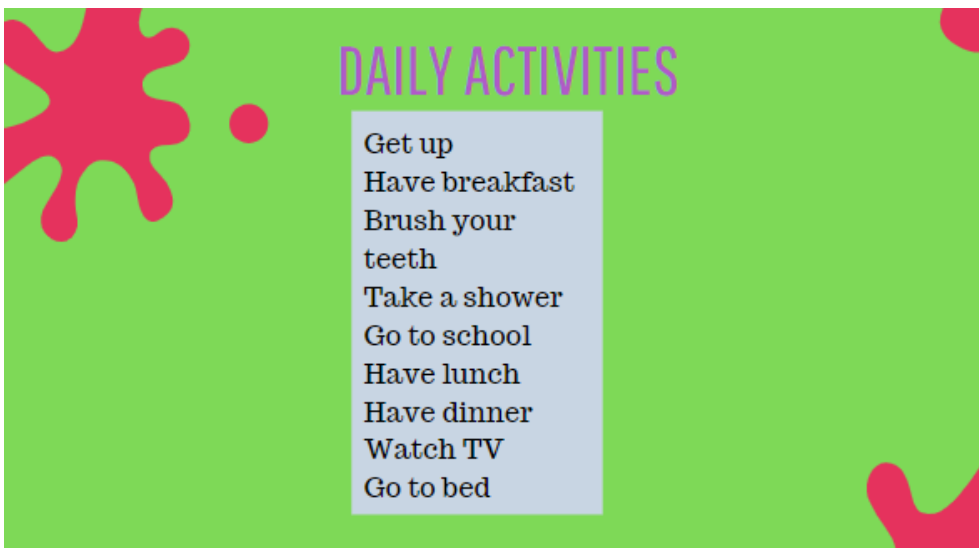 DAILY ACTIVITIES
Get up
Have breakfast
Brush your
teeth
Take a shower
Go to school
Have lunch
Have dinner
Watch TV
Go to bed